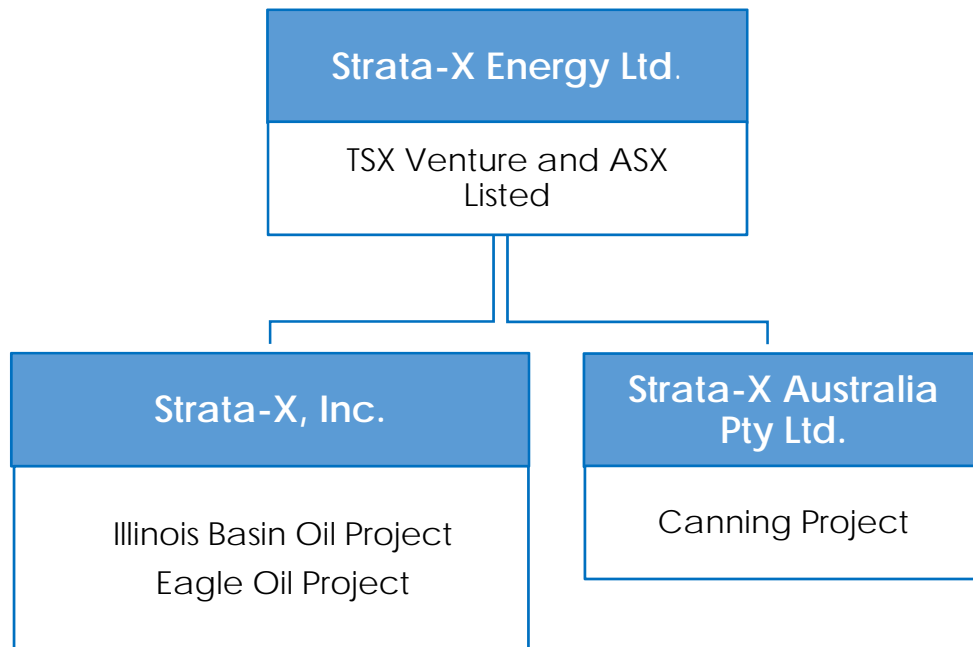 Strata-X Energy Ltd.
TSX Venture and ASX
Listed
Strata-X, Inc.
Illinois Basin Oil Project
Eagle Oil Project
Strata-X Australia
Pty Ltd.
Canning Project